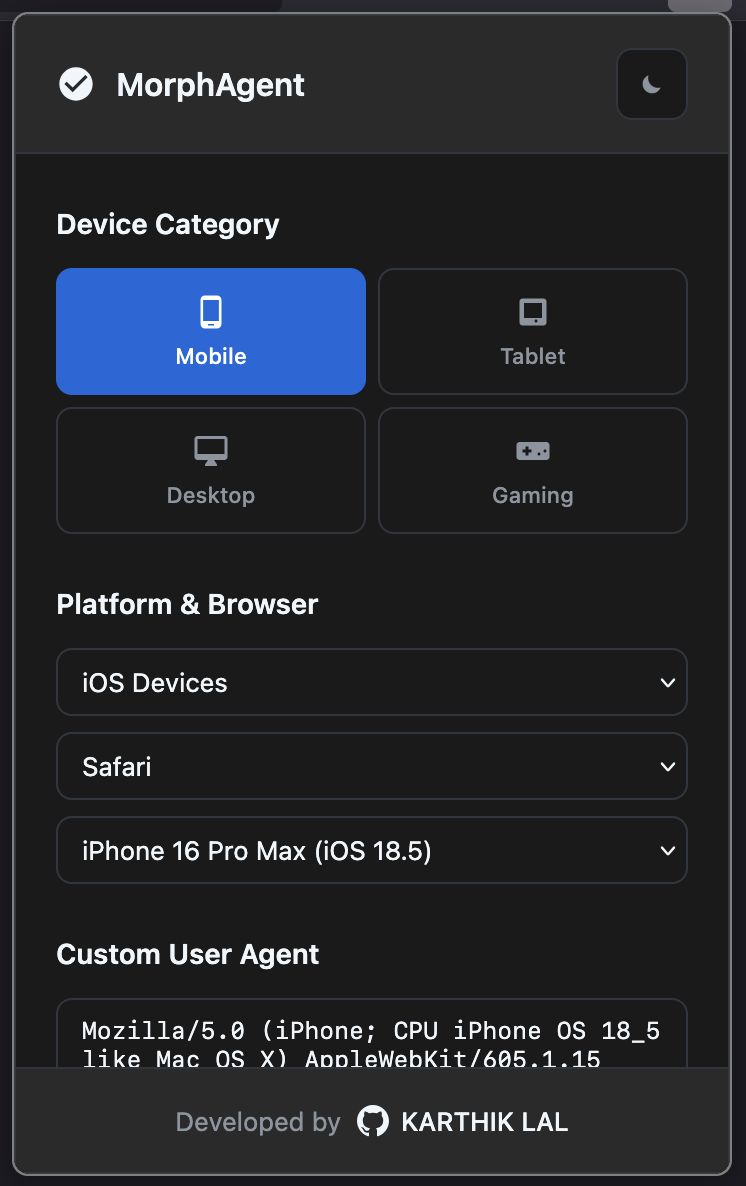 MorphAgent
Device Category
Mobile
Tablet
Desktop
Gaming
Platform & Browser
iOS Devices
Safari
iPhone 16 Pro Max (iOS 18.5)
Custom User Agent
Mozilla/5.0 (iPhone; CPU iPhone OS 18_5
like Mac OS X) AppleWebKit/605.1.15
Developed by KARTHIK LAL